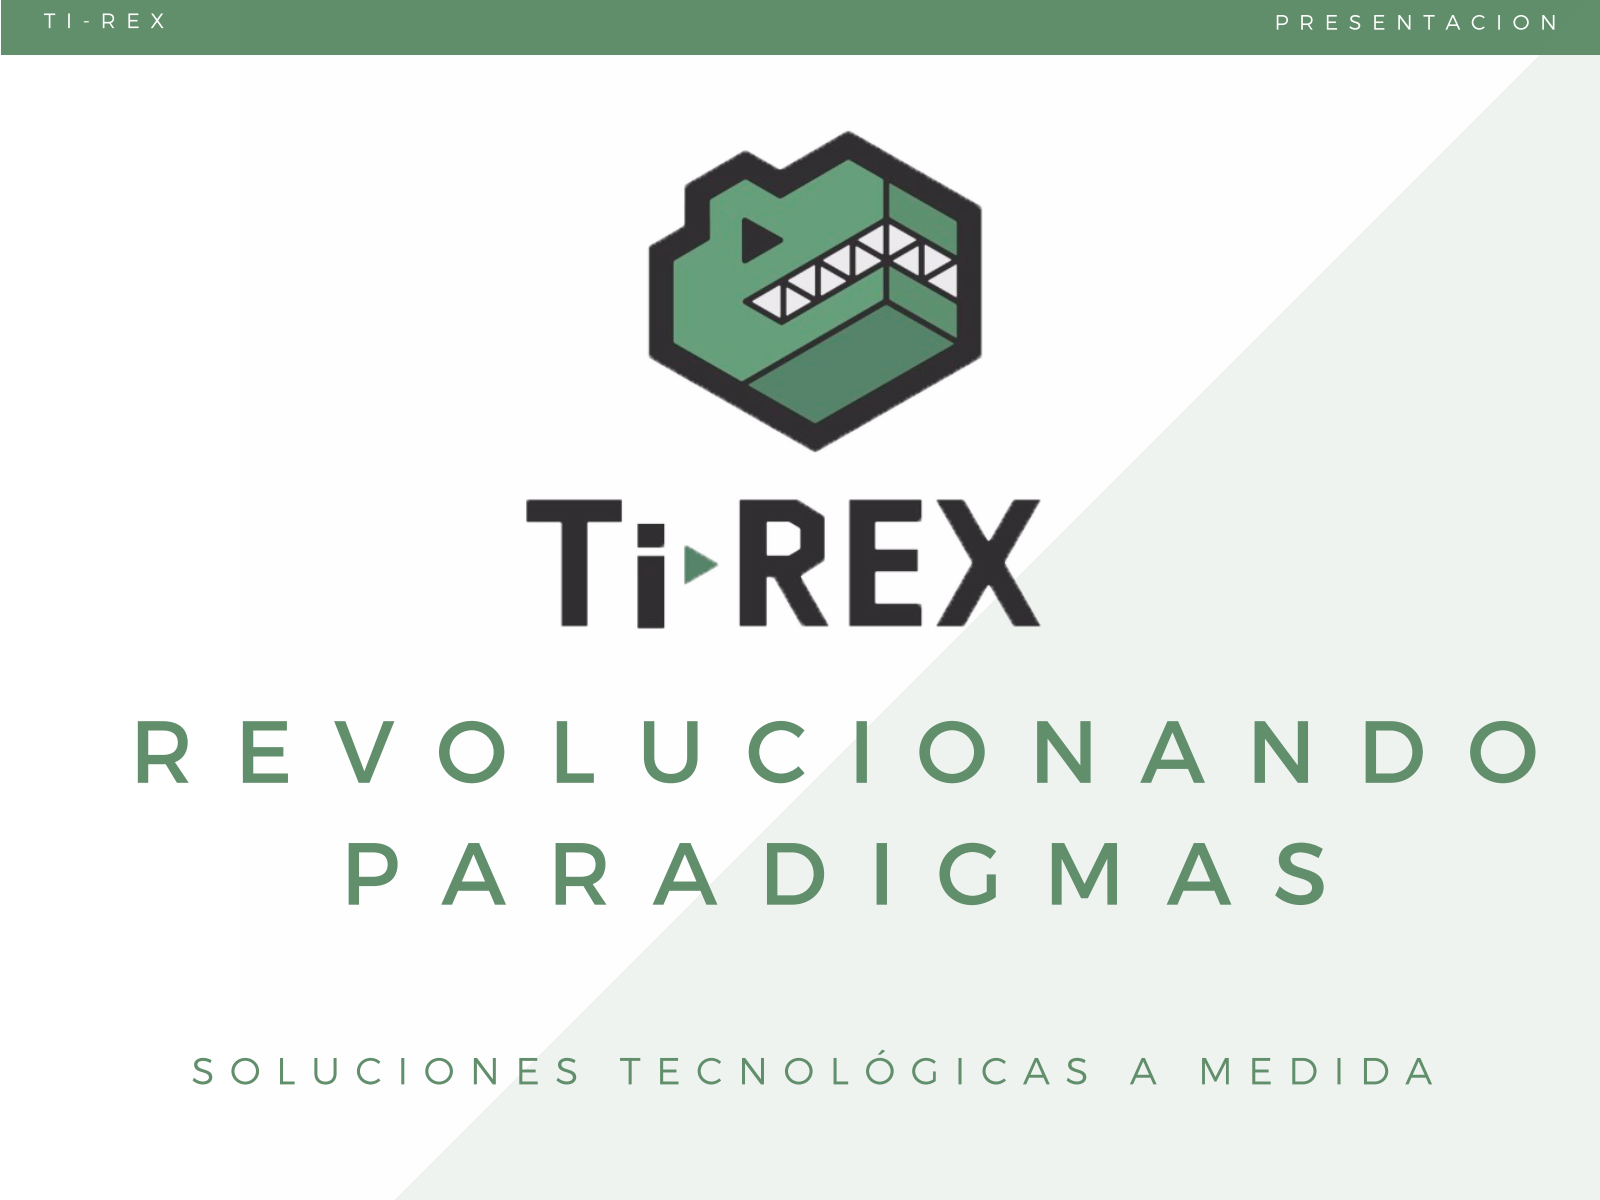 TI-REX
PRESENTACION
Ti REX
REVOLUCIONANDO
PARADIGMAS
SOLUCIONES TECNOLÓGICAS A MEDIDA